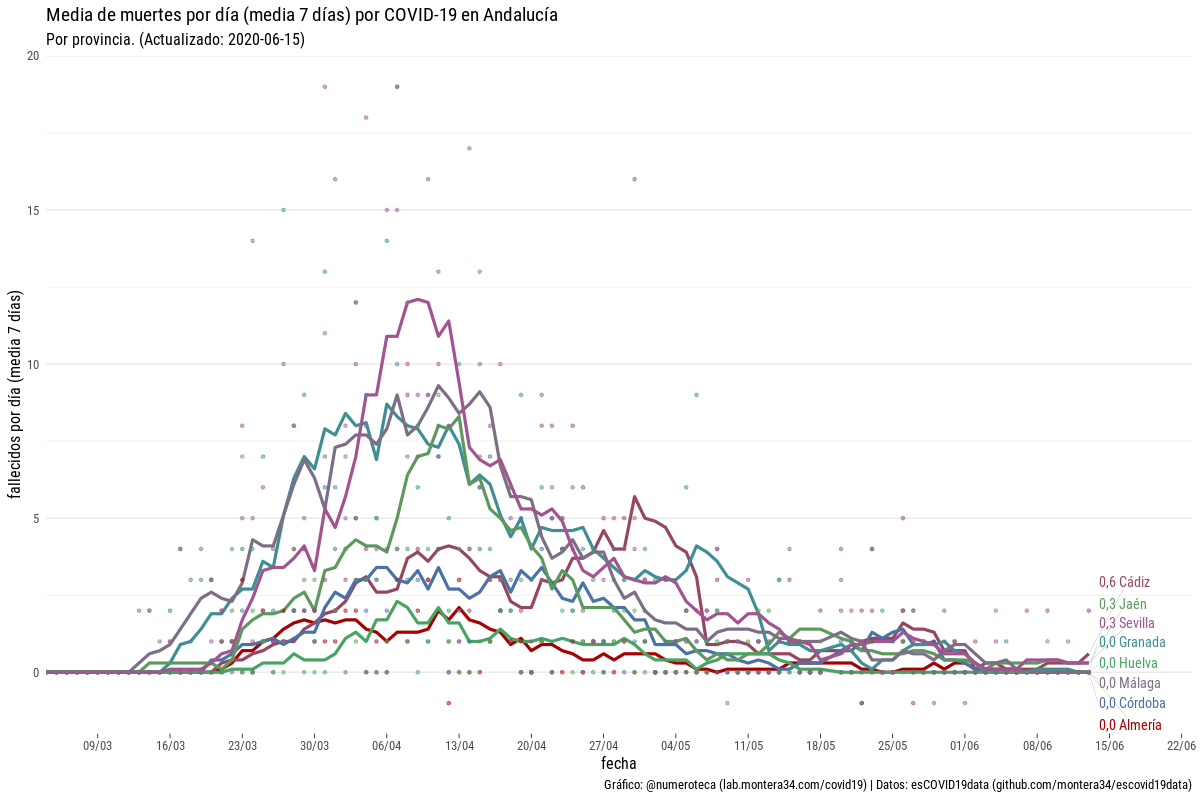 Media de muertes por día (media 7 días) por COVID-19 en Andalucía
Por provincia. (Actualizado: 2020-06-15)
20
15
10
5
0
fallecidos por día (media 7 días)
0,6 Cádiz
0,3 Jaén
0,3 Sevilla
0,0 Granada
0,0 Huelva
0,0 Málaga
0,0 Córdoba
0,0 Almería
09/03 16/03 23/03 30/03 06/04 13/04 20/04 27/04 04/05 11/05 18/05 25/05 01/06 08/06 15/06 22/06
fecha
Gráfico: @numeroteca (lab.montera34.com/covid19) | Datos: esCOVID19data (github.com/montera34/escovid19data)